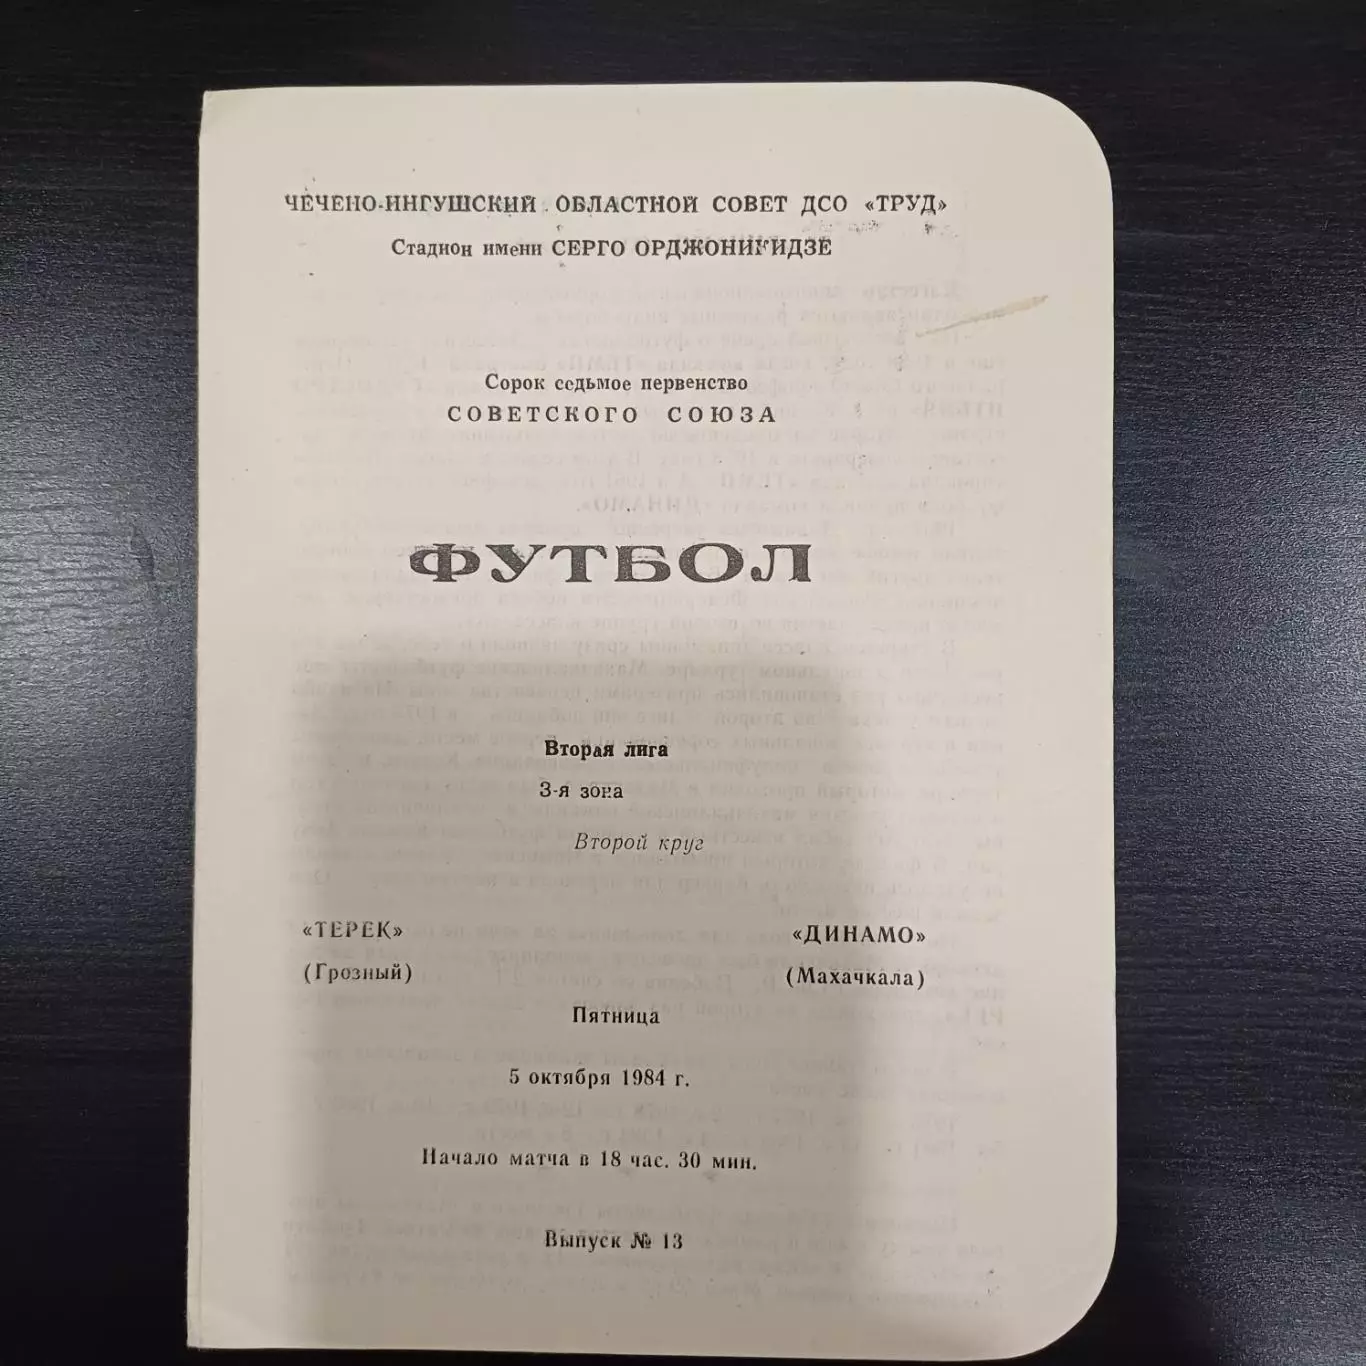 ЧЕЧЕНО-ИНГУШСКИЙ ОБЛАСТНОЙ СОВЕТ ДСО «ТРУД»
Стадион имени СЕРГО ОРДЖОНИКИДЗЕ
Сорок седьмое первенство
СОВЕТСКОГО СОЮЗА
ФУТБОЛ
Вторая лига
3-я зона
Второй круг
«ТЕРЕК» «ДИНАМО»
(Грозный) (Махачкала)
Пятница
5 октября 1984 г.
Начало матча в 18 час. 30 мин.
Выпуск № 13